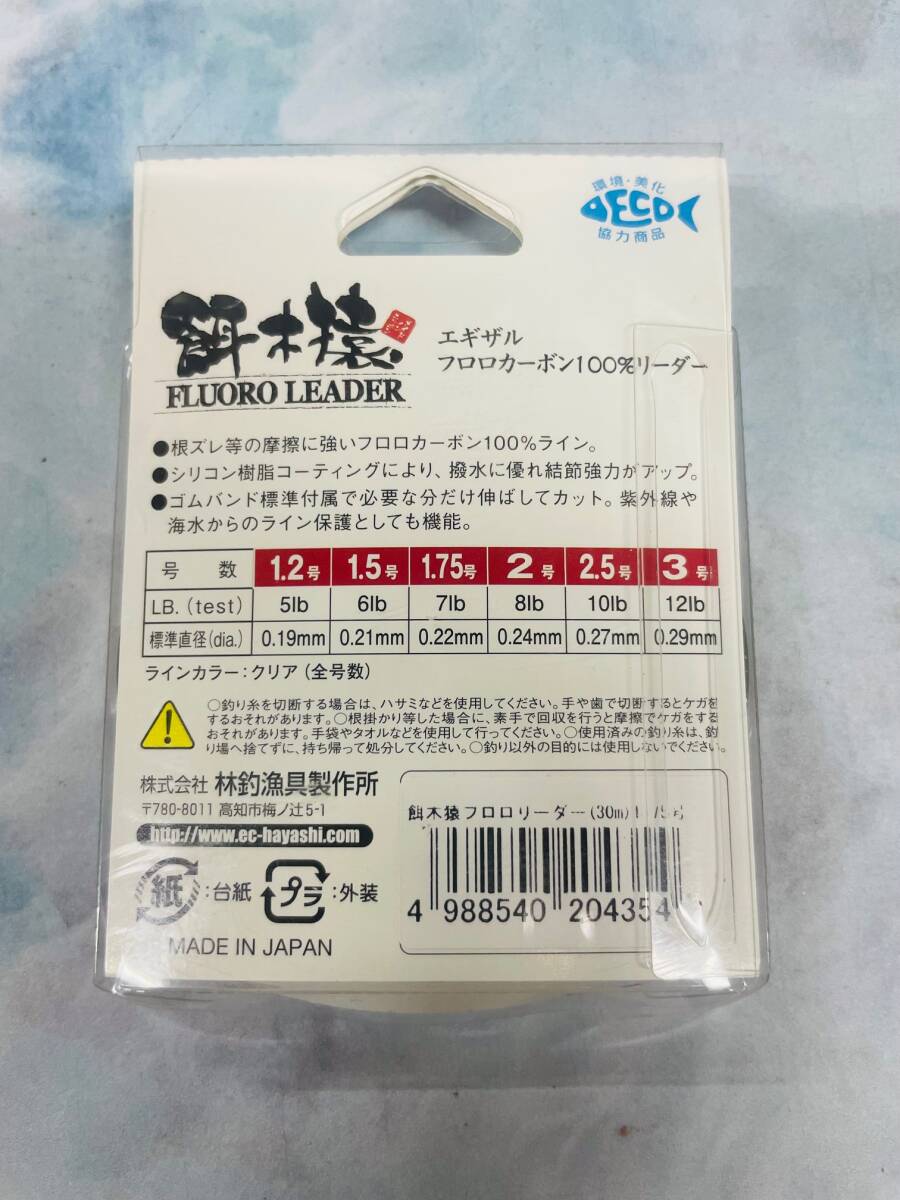 環境・美化
ECO
協力商品
餌木猿
FLUORO LEADER
エギザル
フロロカーボン100%リーダー
●根ズレ等の摩擦に強いフロロカーボン100%ライン。
●シリコン樹脂コーティングにより、撥水に優れ結節強力がアップ。
●ゴムバンド標準付属で必要な分だけ伸ばしてカット。紫外線や
海水からのライン保護としても機能。
号数 1.2号 1.5号 1.75号 2号 2.5号 3号
LB.(test) 5lb 6lb 7lb 8lb 10lb 12lb
標準直径(dia.) 0.19mm 0.21mm 0.22mm 0.24mm 0.27mm 0.29mm
ラインカラー:クリア(全号数)
○釣り糸を切断する場合は、ハサミなどを使用してください。手や歯で切断するとケガを
するおそれがあります。○根掛かり等した場合に、素手で回収を行うと摩擦でケガをする
おそれがあります。手袋やタオルなどを使用して行ってください。○使用済みの釣り糸は、釣
り場へ捨てずに、持ち帰って処分してください。○釣り以外の目的には使用しないでください。
株式会社 林釣漁具製作所
〒780-8011 高知市梅ノ辻5-1
http://www.ec-hayashi.com
紙:台紙 プラ:外装
MADE IN JAPAN
餌木猿フロロリーダー(30m)1.75号
4 988540 204354